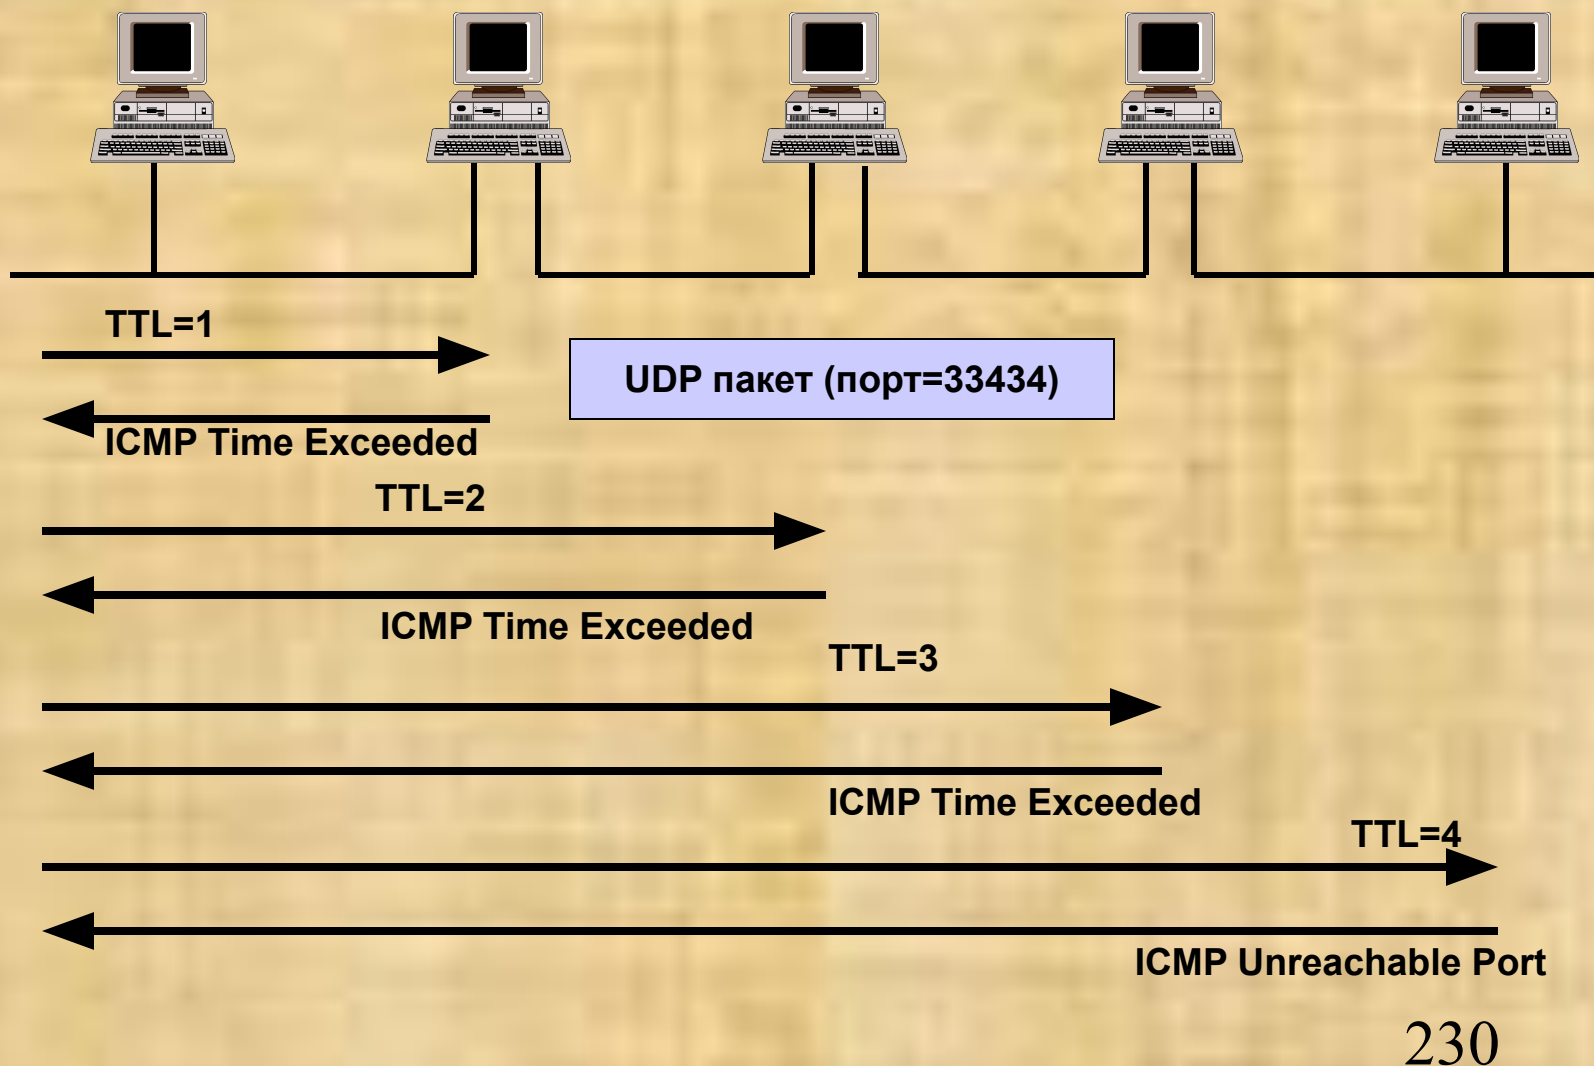 TTL=1
UDP пакет (порт=33434)
ICMP Time Exceeded
TTL=2
ICMP Time Exceeded
TTL=3
ICMP Time Exceeded
TTL=4
ICMP Unreachable Port
230